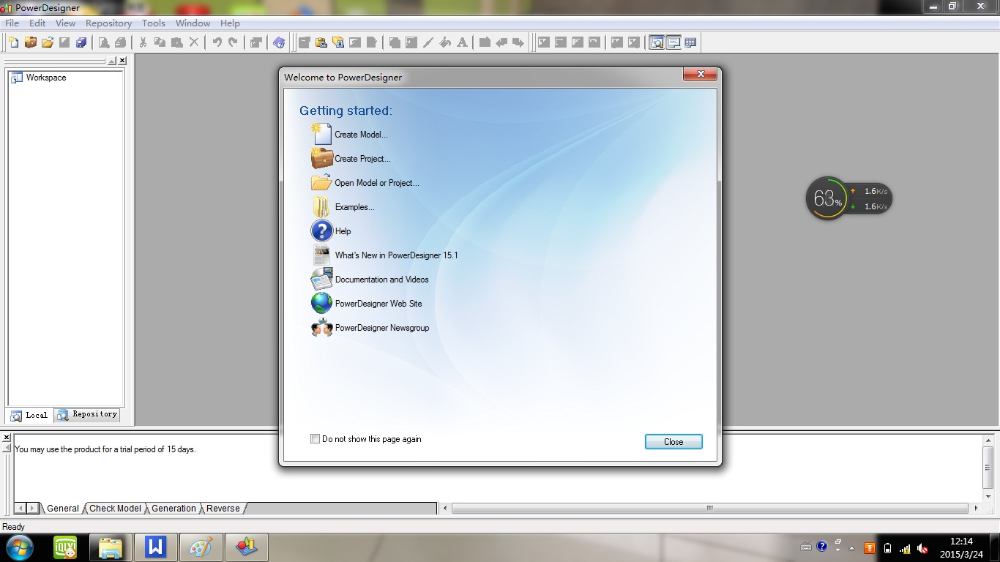 PowerDesigner
File Edit View Repository Tools Window Help
Workspace
Welcome to PowerDesigner
Getting started:
Create Model...
Create Project...
Open Model or Project...
Examples...
Help
What's New in PowerDesigner 15.1
Documentation and Videos
PowerDesigner Web Site
PowerDesigner Newsgroup
Do not show this page again
Close
63%
1.6K/s
1.6K/s
Local Repository
You may use the product for a trial period of 15 days.
General Check Model Generation Reverse
Ready
12:14
2015/3/24